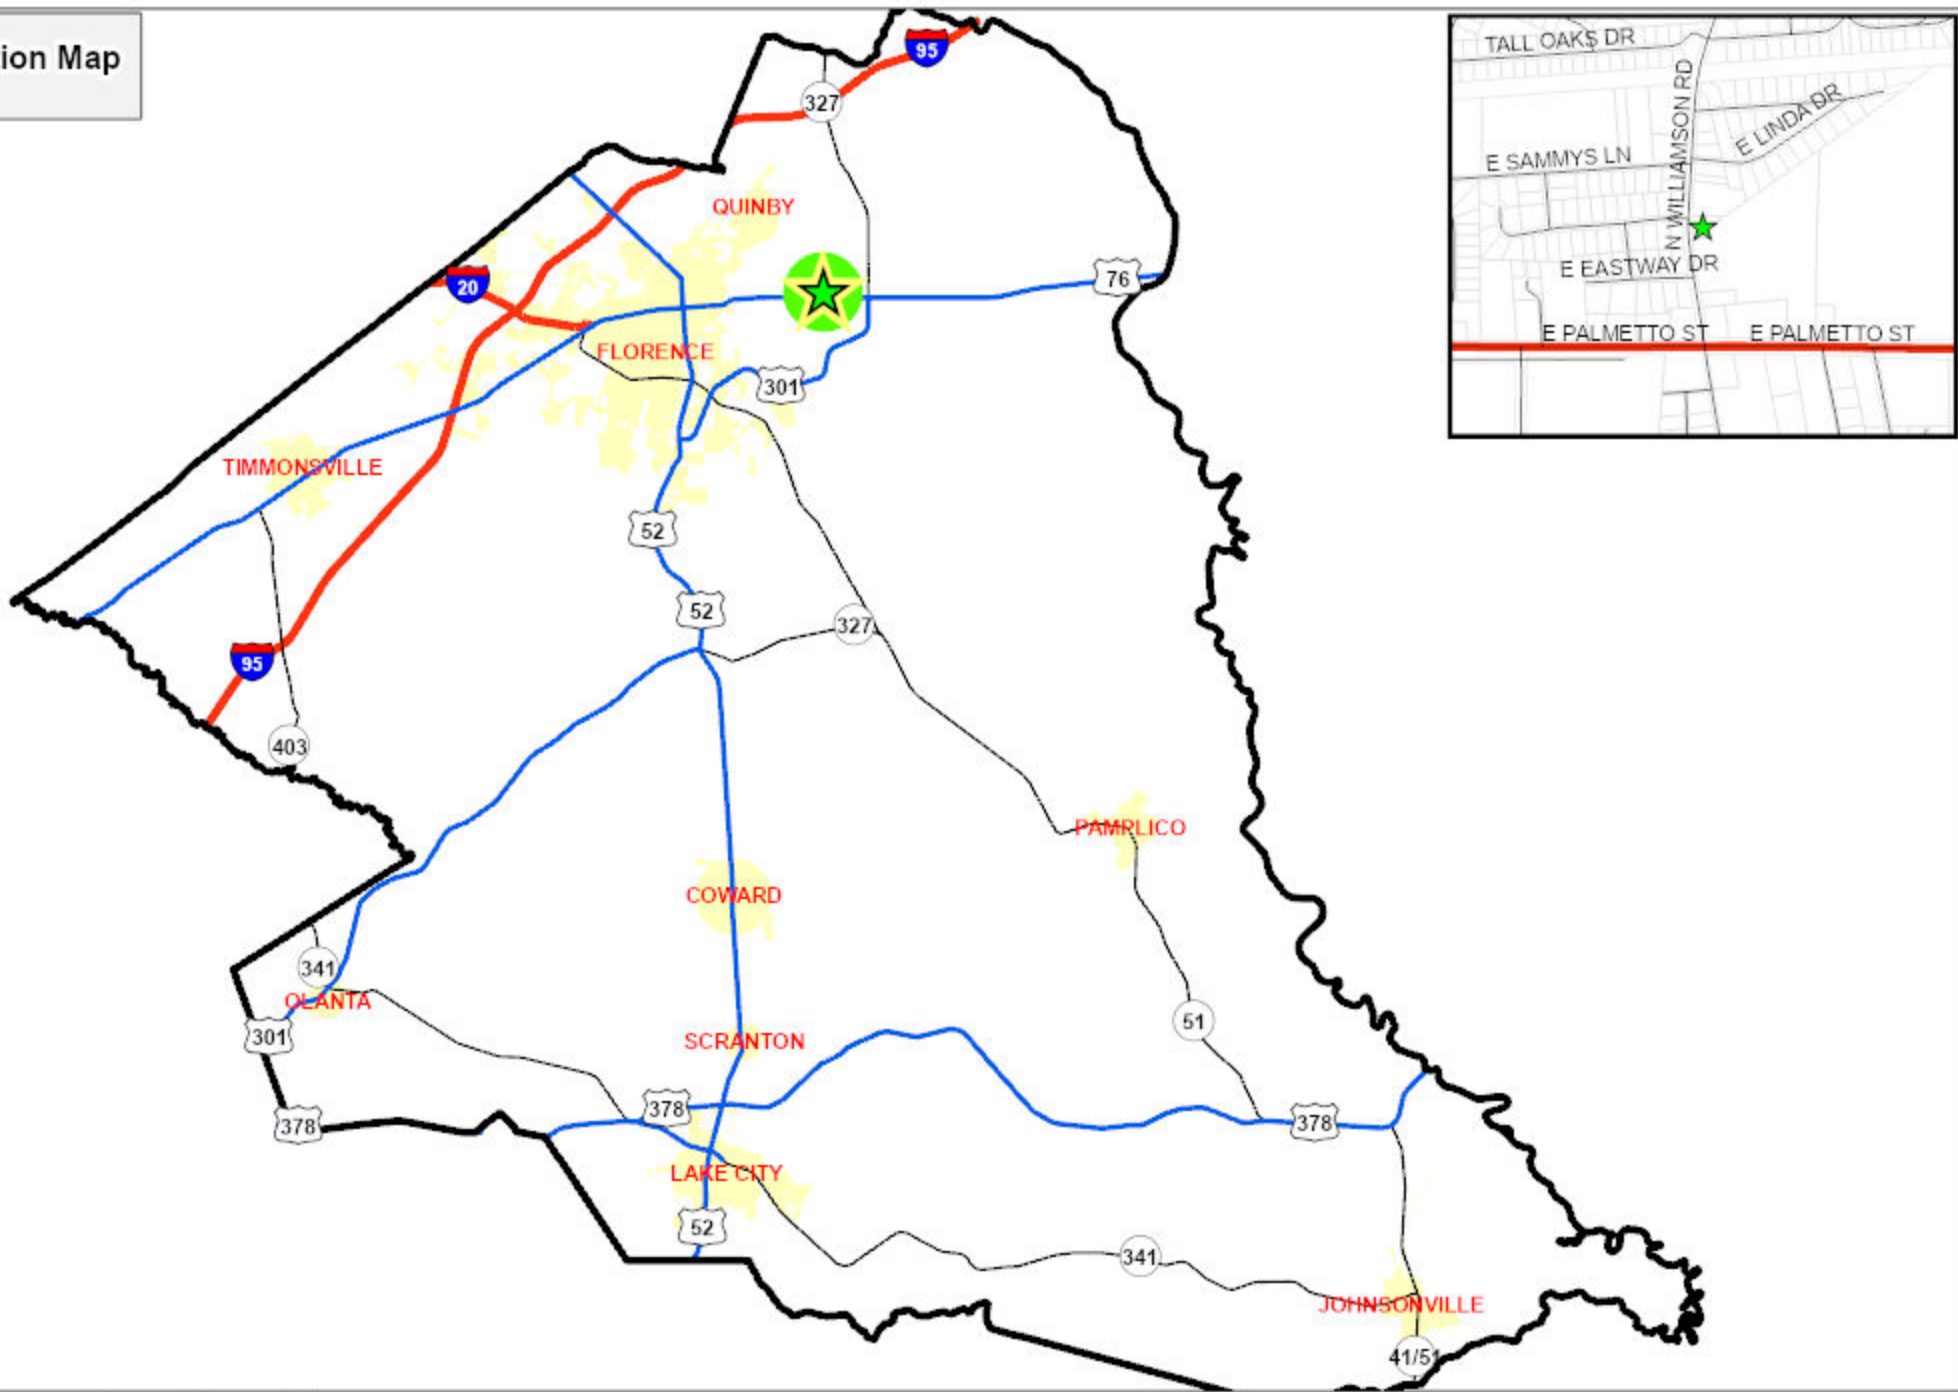 ion Map
95
327
QUINBY
20
76
FLORENCE
301
TIMMONSVILLE
52
52
327
95
403
PAMPLICO
COWARD
341
OLANTA
301
51
SCRANTON
378
378
378
LAKE CITY
52
341
JOHNSONVILLE
41/51
TALL OAKS DR
N WILLIAMSON RD
E LINDA DR
E SAMMYS LN
E EASTWAY DR
E PALMETTO ST
E PALMETTO ST